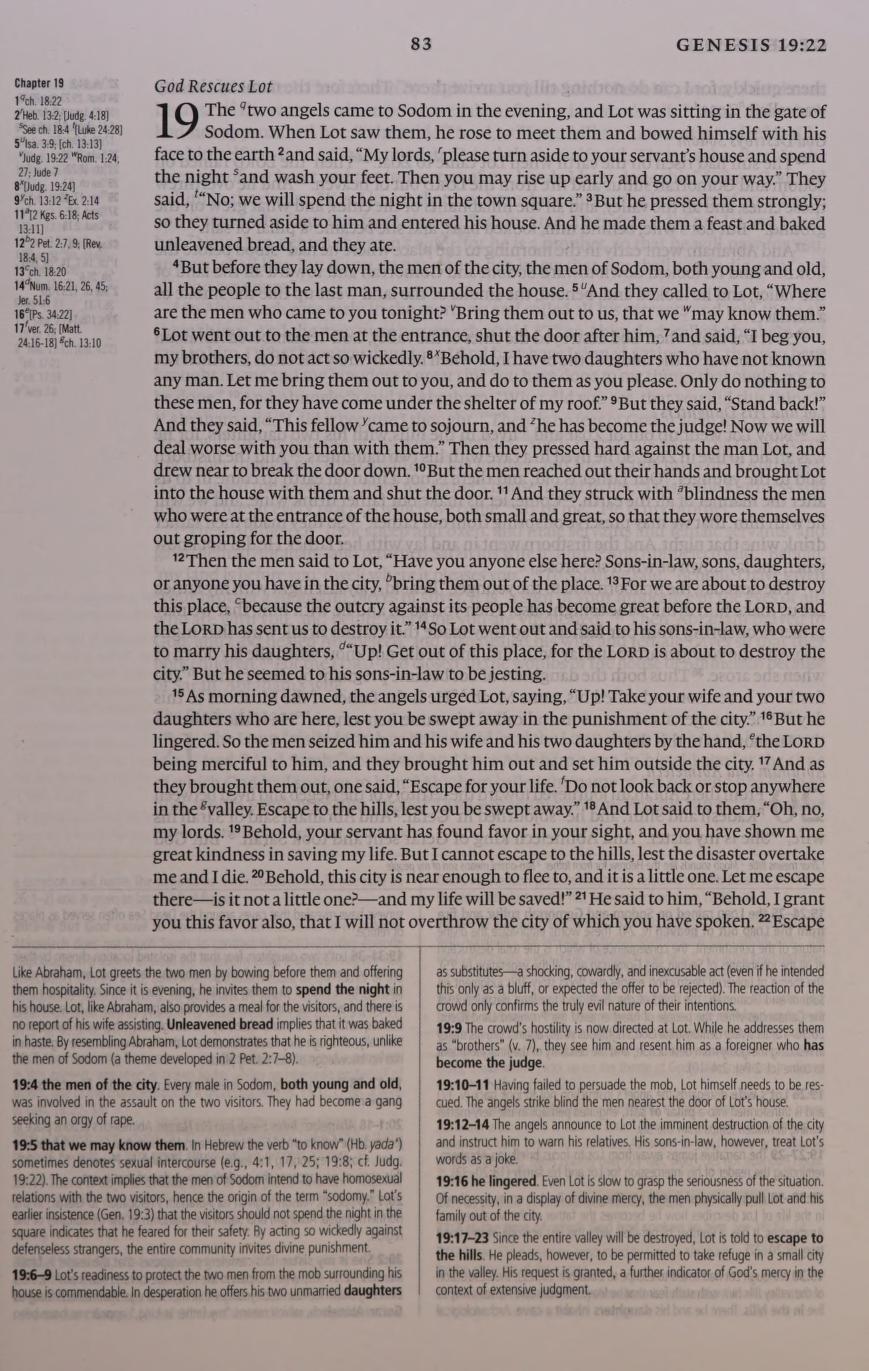 83
GENESIS 19:22
Chapter 19
1 q ch. 18:22
2 r Heb. 13:2; [Judg. 4:18]
s See ch. 18:4 t [Luke 24:28]
5 u Isa. 3:9; [ch. 13:13]
v Judg. 19:22 w Rom. 1:24,
27; Jude 7
8 x [Judg. 19:24]
9 y ch. 13:12 z Ex. 2:14
11 a [2 Kgs. 6:18; Acts
13:11]
12 b 2 Pet. 2:7, 9; [Rev.
18:4, 5]
13 c ch. 18:20
14 d Num. 16:21, 26, 45;
Jer. 51:6
16 e [Ps. 34:22]
17 f ver. 26; [Matt.
24:16-18] g ch. 13:10
God Rescues Lot
19 The q two angels came to Sodom in the evening, and Lot was sitting in the gate of
Sodom. When Lot saw them, he rose to meet them and bowed himself with his
face to the earth 2 and said, “My lords, r please turn aside to your servant’s house and spend
the night s and wash your feet. Then you may rise up early and go on your way.” They
said, t “No; we will spend the night in the town square.” 3 But he pressed them strongly;
so they turned aside to him and entered his house. And he made them a feast and baked
unleavened bread, and they ate.
4 But before they lay down, the men of the city, the men of Sodom, both young and old,
all the people to the last man, surrounded the house. 5 u And they called to Lot, “Where
are the men who came to you tonight? v Bring them out to us, that we w may know them.”
6 Lot went out to the men at the entrance, shut the door after him, 7 and said, “I beg you,
my brothers, do not act so wickedly. 8 x Behold, I have two daughters who have not known
any man. Let me bring them out to you, and do to them as you please. Only do nothing to
these men, for they have come under the shelter of my roof.” 9 But they said, “Stand back!”
And they said, “This fellow y came to sojourn, and z he has become the judge! Now we will
deal worse with you than with them.” Then they pressed hard against the man Lot, and
drew near to break the door down. 10 But the men reached out their hands and brought Lot
into the house with them and shut the door. 11 And they struck with a blindness the men
who were at the entrance of the house, both small and great, so that they wore themselves
out groping for the door.
12 Then the men said to Lot, “Have you anyone else here? Sons-in-law, sons, daughters,
or anyone you have in the city, b bring them out of the place. 13 For we are about to destroy
this place, c because the outcry against its people has become great before the LORD, and
the LORD has sent us to destroy it.” 14 So Lot went out and said to his sons-in-law, who were
to marry his daughters, d “Up! Get out of this place, for the LORD is about to destroy the
city.” But he seemed to his sons-in-law to be jesting.
15 As morning dawned, the angels urged Lot, saying, “Up! Take your wife and your two
daughters who are here, lest you be swept away in the punishment of the city.” 16 But he
lingered. So the men seized him and his wife and his two daughters by the hand, e the LORD
being merciful to him, and they brought him out and set him outside the city. 17 And as
they brought them out, one said, “Escape for your life. f Do not look back or stop anywhere
in the g valley. Escape to the hills, lest you be swept away.” 18 And Lot said to them, “Oh, no,
my lords. 19 Behold, your servant has found favor in your sight, and you have shown me
great kindness in saving my life. But I cannot escape to the hills, lest the disaster overtake
me and I die. 20 Behold, this city is near enough to flee to, and it is a little one. Let me escape
there—is it not a little one?—and my life will be saved!” 21 He said to him, “Behold, I grant
you this favor also, that I will not overthrow the city of which you have spoken. 22 Escape
Like Abraham, Lot greets the two men by bowing before them and offering
them hospitality. Since it is evening, he invites them to spend the night in
his house. Lot, like Abraham, also provides a meal for the visitors, and there is
no report of his wife assisting. Unleavened bread implies that it was baked
in haste. By resembling Abraham, Lot demonstrates that he is righteous, unlike
the men of Sodom (a theme developed in 2 Pet. 2:7–8).
19:4 the men of the city. Every male in Sodom, both young and old,
was involved in the assault on the two visitors. They had become a gang
seeking an orgy of rape.
19:5 that we may know them. In Hebrew the verb “to know” (Hb. yada‘)
sometimes denotes sexual intercourse (e.g., 4:1, 17, 25; 19:8; cf. Judg.
19:22). The context implies that the men of Sodom intend to have homosexual
relations with the two visitors, hence the origin of the term “sodomy.” Lot’s
earlier insistence (Gen. 19:3) that the visitors should not spend the night in the
square indicates that he feared for their safety. By acting so wickedly against
defenseless strangers, the entire community invites divine punishment.
19:6–9 Lot’s readiness to protect the two men from the mob surrounding his
house is commendable. In desperation he offers his two unmarried daughters
as substitutes—a shocking, cowardly, and inexcusable act (even if he intended
this only as a bluff, or expected the offer to be rejected). The reaction of the
crowd only confirms the truly evil nature of their intentions.
19:9 The crowd’s hostility is now directed at Lot. While he addresses them
as “brothers” (v. 7), they see him and resent him as a foreigner who has
become the judge.
19:10–11 Having failed to persuade the mob, Lot himself needs to be res-
cued. The angels strike blind the men nearest the door of Lot’s house.
19:12–14 The angels announce to Lot the imminent destruction of the city
and instruct him to warn his relatives. His sons-in-law, however, treat Lot’s
words as a joke.
19:16 he lingered. Even Lot is slow to grasp the seriousness of the situation.
Of necessity, in a display of divine mercy, the men physically pull Lot and his
family out of the city.
19:17–23 Since the entire valley will be destroyed, Lot is told to escape to
the hills. He pleads, however, to be permitted to take refuge in a small city
in the valley. His request is granted, a further indicator of God’s mercy in the
context of extensive judgment.